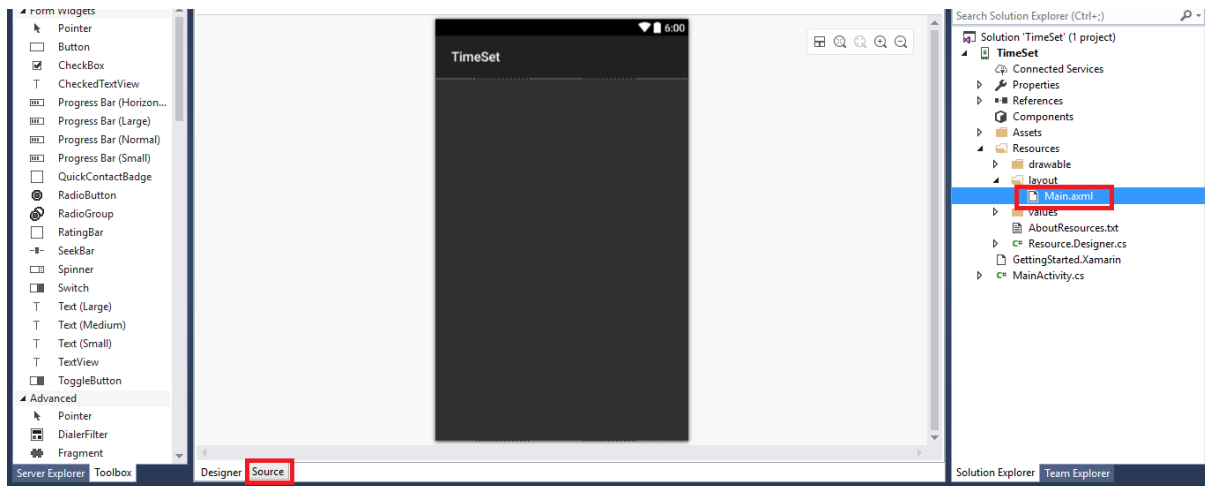 Form Widgets
Pointer
Button
CheckBox
CheckedTextView
Progress Bar (Horizon...
Progress Bar (Large)
Progress Bar (Normal)
Progress Bar (Small)
QuickContactBadge
RadioButton
RadioGroup
RatingBar
SeekBar
Spinner
Switch
Text (Large)
Text (Medium)
Text (Small)
TextView
ToggleButton
Advanced
Pointer
DialerFilter
Fragment
Server Explorer Toolbox
6:00
TimeSet
Designer Source
Search Solution Explorer (Ctrl+;)
Solution 'TimeSet' (1 project)
TimeSet
Connected Services
Properties
References
Components
Assets
Resources
drawable
layout
Main.axml
values
AboutResources.txt
C# Resource.Designer.cs
GettingStarted.Xamarin
C# MainActivity.cs
Solution Explorer Team Explorer